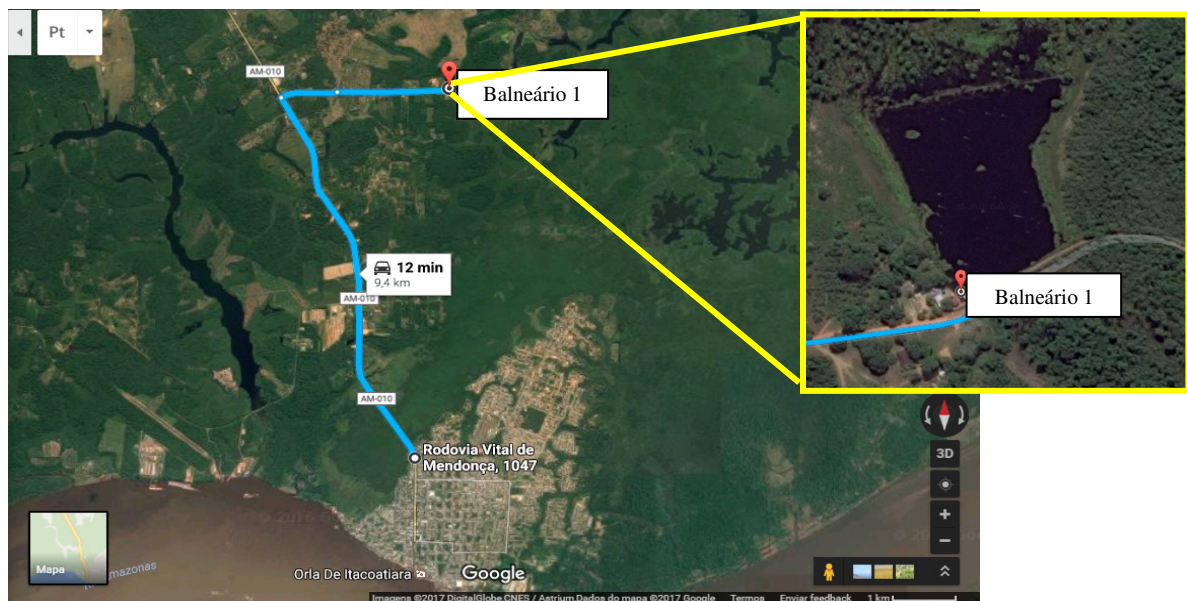 Pt
AM-010
Balneário 1
12 min
9,4 km
AM-010
AM-010
Rodovia Vital de
Mendonça, 1047
Orla De Itacoatiara
Google
Mapa
Amazonas
3D
Imagens ©2017 DigitalGlobe CNES / Astrium Dados do mapa ©2017 Google Termos Enviar feedback 1 km
Balneário 1